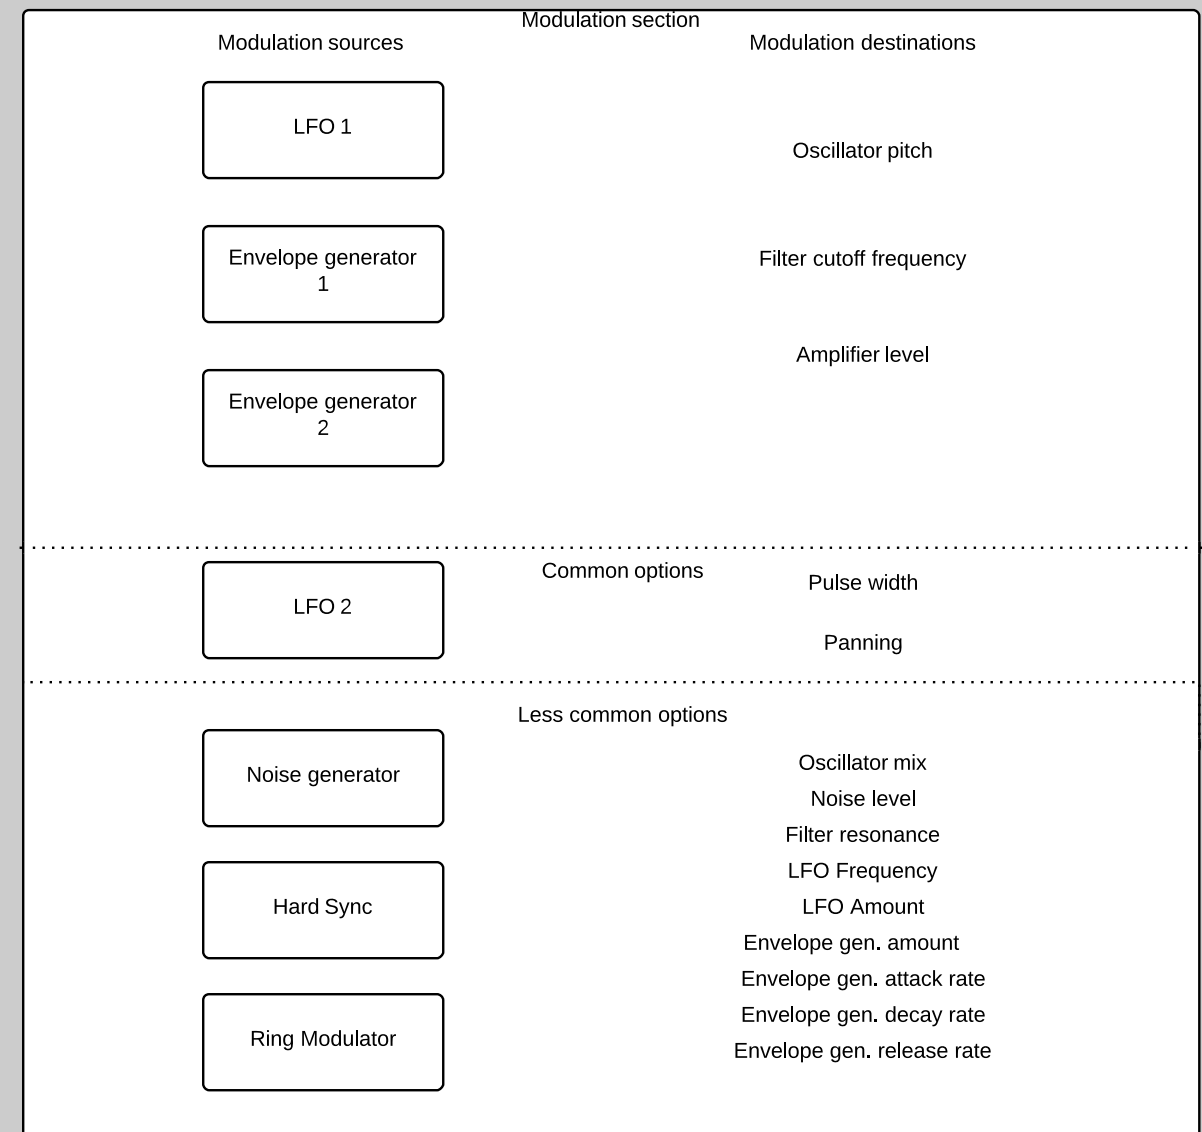 Modulation section
Modulation sources
Modulation destinations
LFO 1
Oscillator pitch
Envelope generator
1
Filter cutoff frequency
Amplifier level
Envelope generator
2
Common options
Pulse width
LFO 2
Panning
Less common options
Noise generator
Oscillator mix
Noise level
Filter resonance
LFO Frequency
Hard Sync
LFO Amount
Envelope gen. amount
Envelope gen. attack rate
Envelope gen. decay rate
Ring Modulator
Envelope gen. release rate